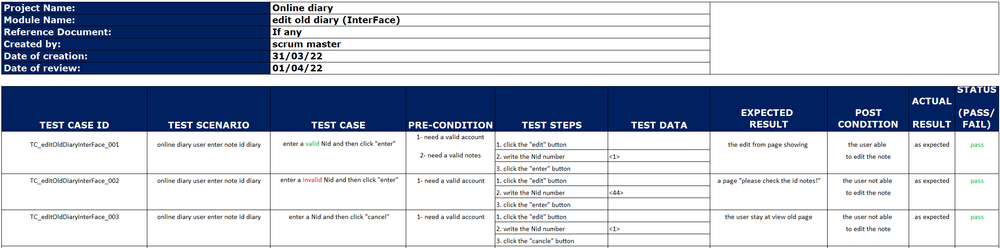 Project Name: Online diary
Module Name: edit old diary (InterFace)
Reference Document: If any
Created by: scrum master
Date of creation: 31/03/22
Date of review: 01/04/22
TEST CASE ID
TEST SCENARIO
TEST CASE
PRE-CONDITION
TEST STEPS
TEST DATA
EXPECTED
RESULT
POST
CONDITION
ACTUAL
RESULT
STATUS
(PASS/
FAIL)
TC_editOldDiaryInterFace_001
online diary user enter note id diary
enter a valid Nid and then click "enter"
1- need a valid account
2- need a valid notes
1. click the "edit" button
2. write the Nid number
<1>
3. click the "enter" button
the edit from page showing
the user able
to edit the note
as expected
pass
TC_editOldDiaryInterFace_002
online diary user enter note id diary
enter a invalid Nid and then click "enter"
1- need a valid account
1. click the "edit" button
2. write the Nid number
<44>
3. click the "enter" button
a page "please check the id notes!"
the user not able
to edit the note
as expected
pass
TC_editOldDiaryInterFace_003
online diary user enter note id diary
enter a Nid and then click "cancel"
1- need a valid account
1. click the "edit" button
2. write the Nid number
<1>
3. click the "cancle" button
the user stay at view old page
the user not able
to edit the note
as expected
pass